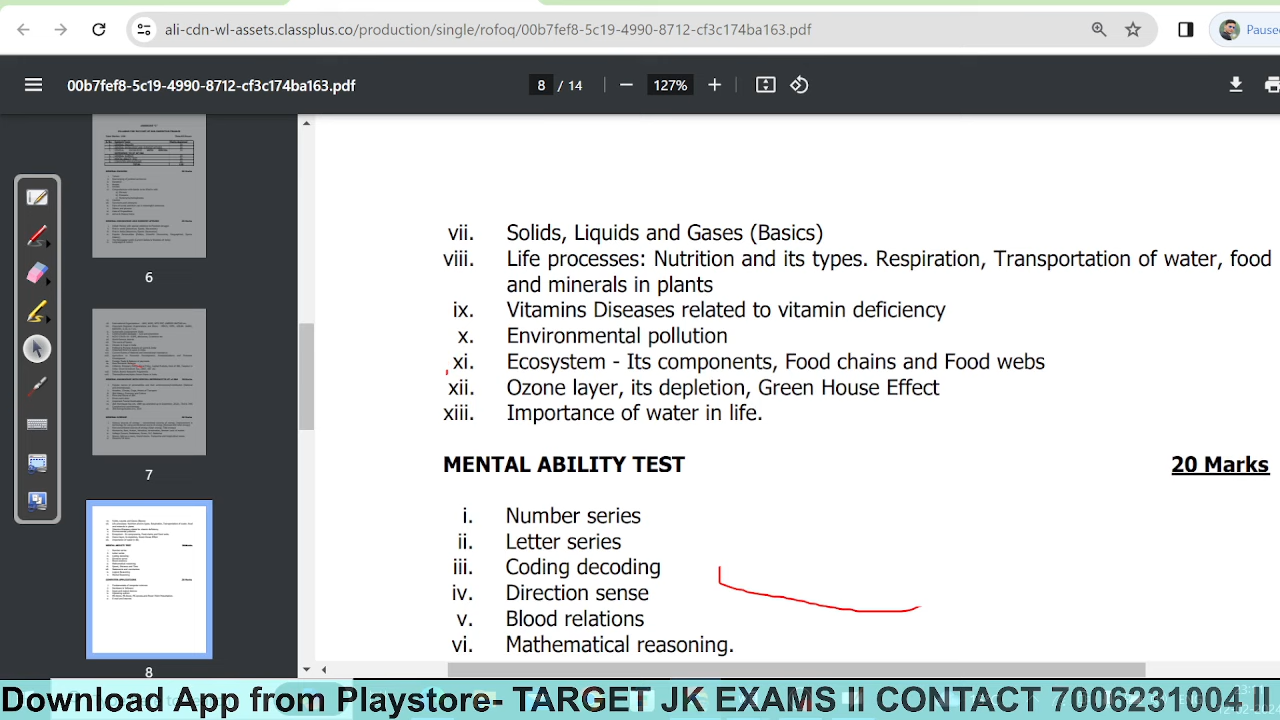 ali-cdn-wl-assets.classplus.co/production/single/rofoq/00b7fef8-5c19-4990-8712-cf3c174ba163.pdf
Pause
00b7fef8-5c19-4990-8712-cf3c174ba163.pdf
8 / 14
127%
6
7
8
vii. Solids, Liquids and Gases (Basics)
viii. Life processes: Nutrition and its types. Respiration, Transportation of water, food
and minerals in plants
ix. Vitamins Diseases related to vitamin deficiency
x. Environmental pollution
xi. Ecosystem - Its components, Food chains and Food webs
xii. Ozone layer, its depletion, Green House Effect
xiii. Importance of water in life.
MENTAL ABILITY TEST 20 Marks
i. Number series
ii. Letter series
iii. Coding decoding
iv. Direction sense
v. Blood relations
vi. Mathematical reasoning.
Download App from Playstore- TARGET JK EXAMS II CONTACT 7006231004 II